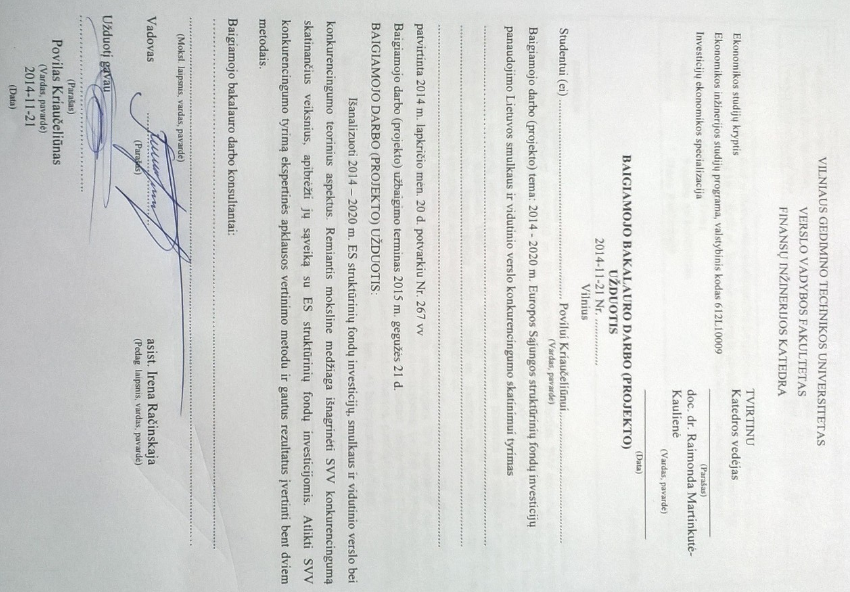 VILNIAUS GEDIMINO TECHNIKOS UNIVERSITETAS
VERSLO VADYBOS FAKULTETAS
FINANSŲ INŽINERIJOS KATEDRA
TVIRTINU
Katedros vedėjas
Ekonomikos studijų kryptis
Ekonomikos inžinerijos studijų programa, valstybinis kodas 612L10009
Investicijų ekonomikos specializacija
(Parašas)
doc. dr. Raimonda Martinkutė-
Kaulienė
(Vardas, pavardė)
(Data)
BAIGIAMOJO BAKALAURO DARBO (PROJEKTO)
UŽDUOTIS
2014-11-21 Nr. ............
Vilnius
Studentui (ei)............................................ Povilui Kriaučeliūnui............................
(Vardas, pavardė)
Baigiamojo darbo (projekto) tema: 2014 - 2020 m. Europos Sąjungos struktūrinių fondų investicijų
panaudojimo Lietuvos smulkaus ir vidutinio verslo konkurencingumo skatinimui tyrimas
patvirtinta 2014 m. lapkričio mėn. 20 d. potvarkiu Nr. 267 vv
Baigiamojo darbo (projekto) užbaigimo terminas 2015 m. gegužės 21 d.
BAIGIAMOJO DARBO (PROJEKTO) UŽDUOTIS:
Išanalizuoti 2014 – 2020 m. ES struktūrinių fondų investicijų, smulkaus ir vidutinio verslo bei
konkurencingumo teorinius aspektus. Remiantis moksline medžiaga išnagrinėti SVV konkurencingumą
skatinančius veiksnius, apibrėžti jų sąveiką su ES struktūrinių fondų investicijomis. Atlikti SVV
konkurencingumo tyrimą ekspertinės apklausos vertinimo metodu ir gautus rezultatus įvertinti bent dviem
metodais.
Baigiamojo bakalauro darbo konsultantai:
(Moksl. laipsnis, vardas, pavardė)
Vadovas
(Parašas)
asist. Irena Račinskaja
(Pedag. laipsnis, vardas, pavardė)
Užduotį gavau
(Parašas)
Povilas Kriaučeliūnas
(Vardas, pavardė)
2014-11-21
(Data)